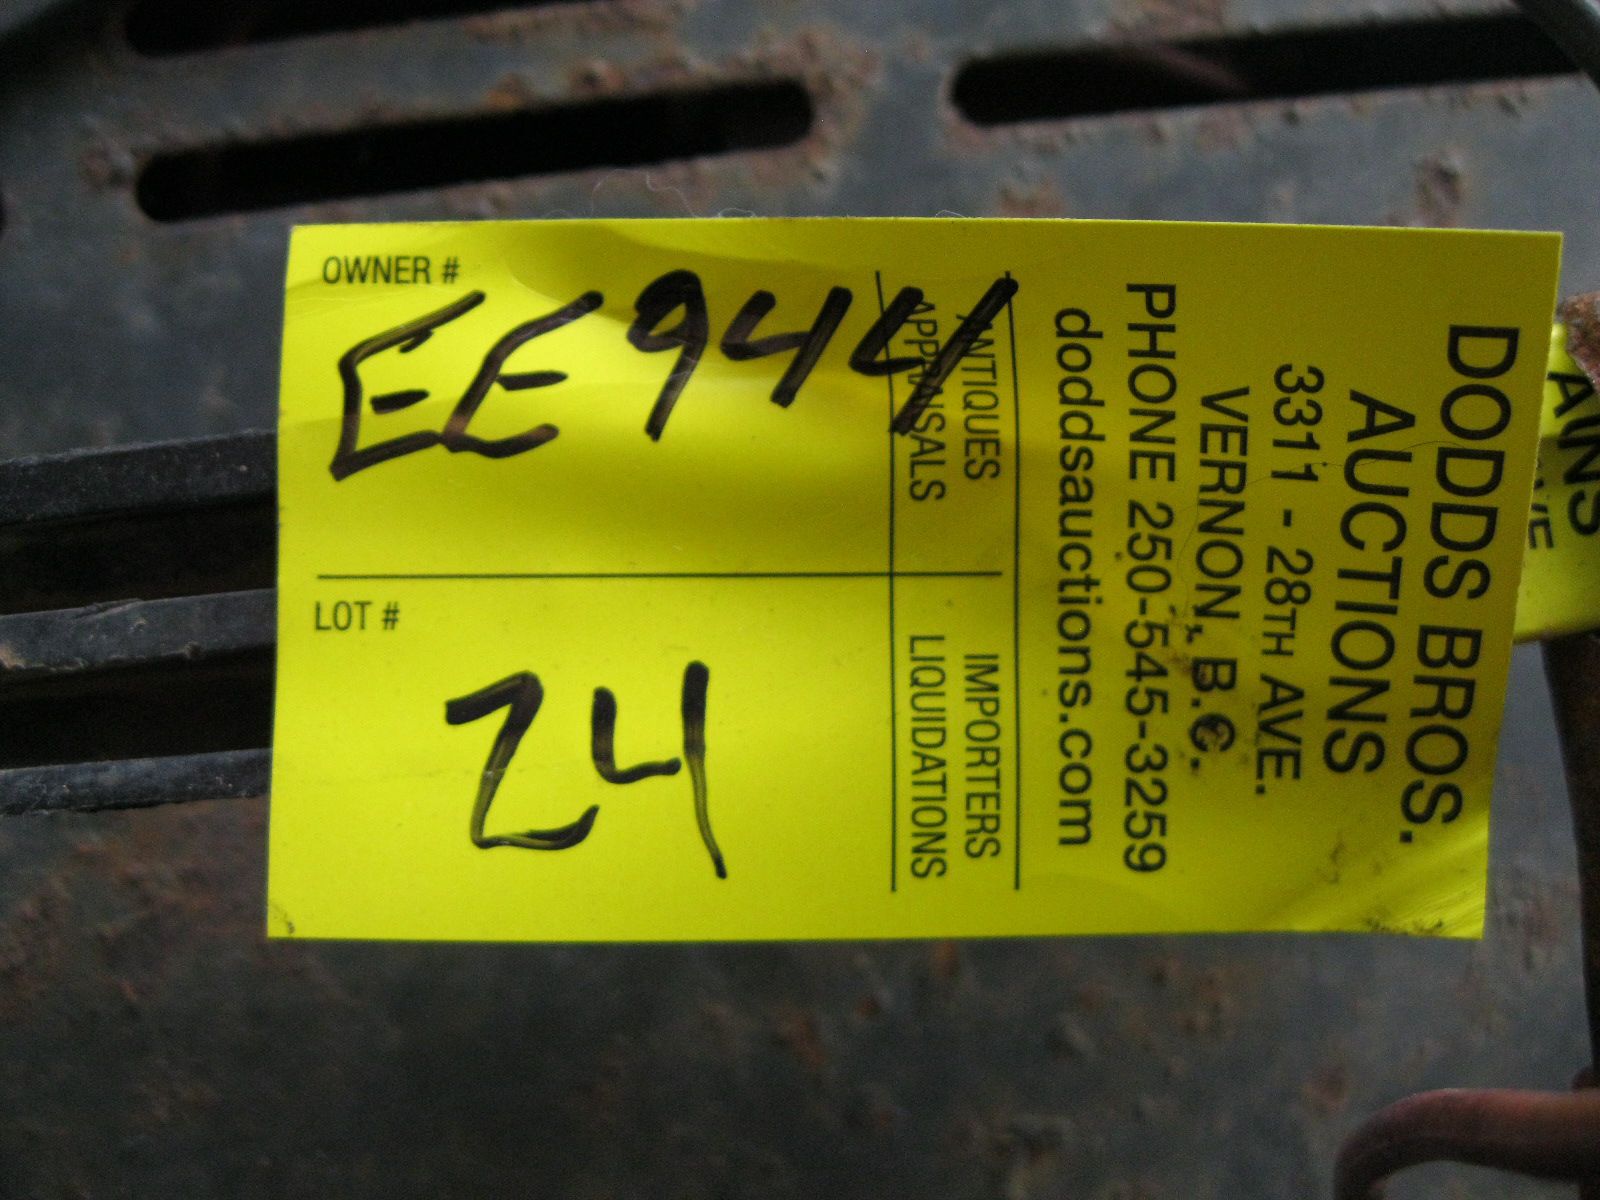 OWNER #
EE944
LOT #
24
DODDS BROS.
AUCTIONS
3311 - 28TH AVE.
VERNON, B.C.
PHONE 250-545-3259
doddsauctions.com
ANTIQUES IMPORTERS
APPRAISALS LIQUIDATIONS